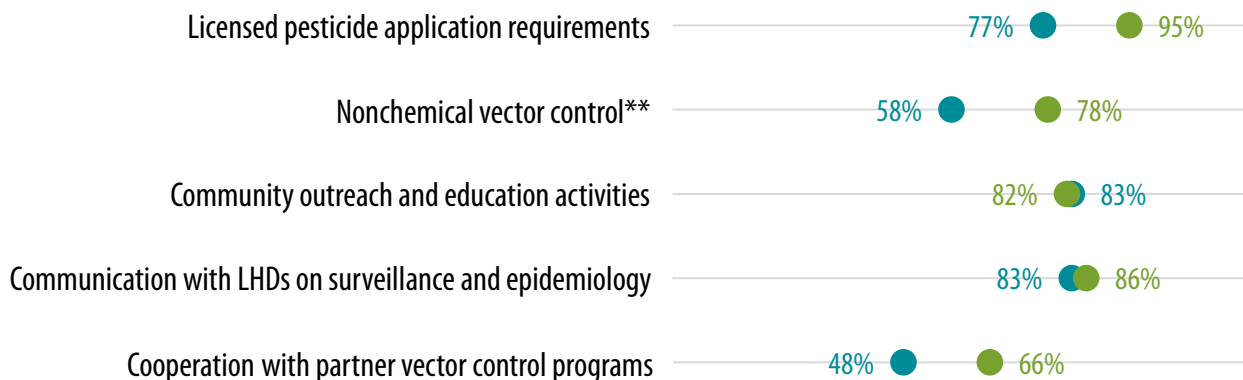 Licensed pesticide application requirements 77% 95%
Nonchemical vector control** 58% 78%
Community outreach and education activities 82% 83%
Communication with LHDs on surveillance and epidemiology 83% 86%
Cooperation with partner vector control programs 48% 66%